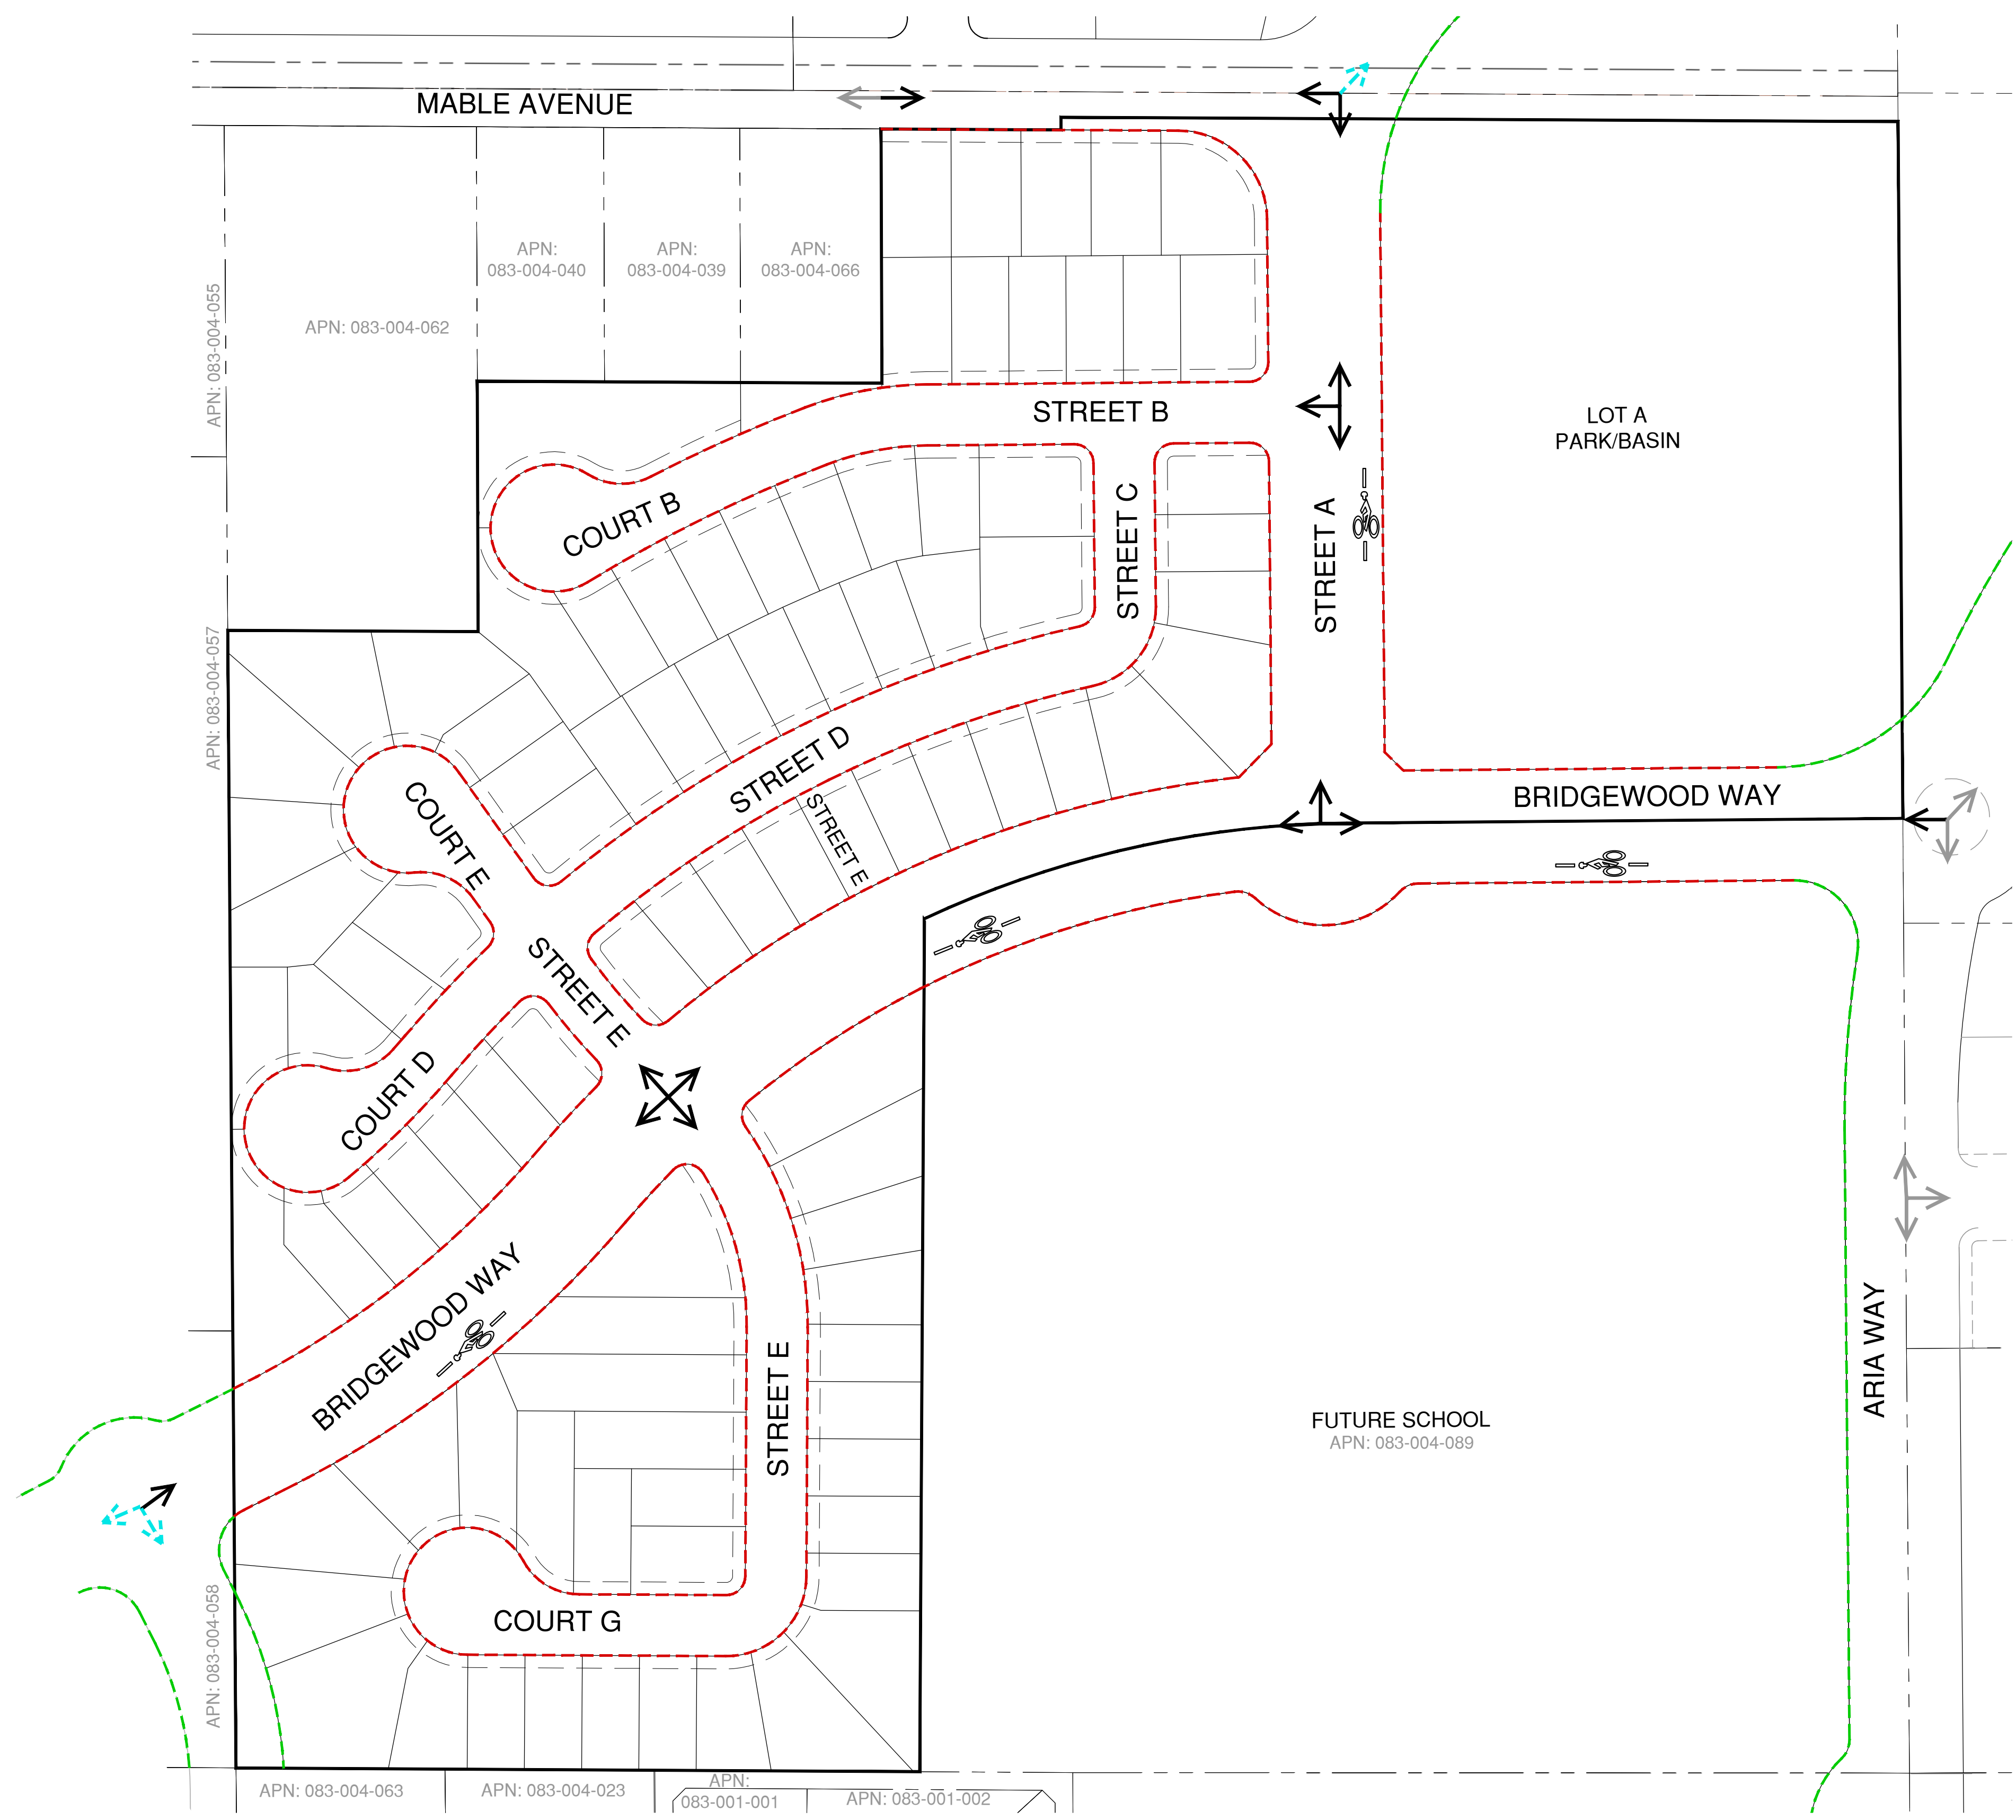 MABLE AVENUE
APN:
083-004-040
APN:
083-004-039
APN:
083-004-066
APN: 083-004-062
APN: 083-004-055
STREET B
LOT A
PARK/BASIN
COURT B
STREET C
STREET A
APN: 083-004-057
STREET D
STREET E
COURT E
BRIDGEWOOD WAY
STREET E
COURT D
BRIDGEWOOD WAY
STREET E
ARIA WAY
FUTURE SCHOOL
APN: 083-004-089
COURT G
APN: 083-004-058
APN: 083-004-063
APN: 083-004-023
APN:
083-001-001
APN: 083-001-002